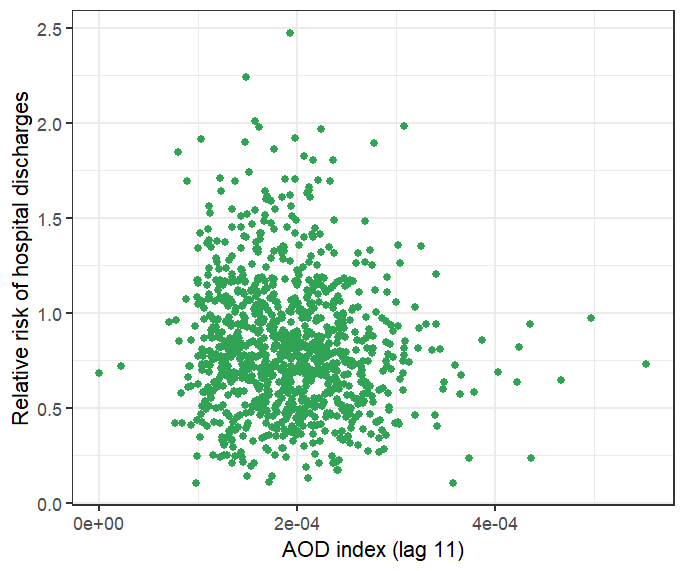 Relative risk of hospital discharges
2.5
2.0
1.5
1.0
0.5
0.0
0e+00 2e-04 4e-04
AOD index (lag 11)